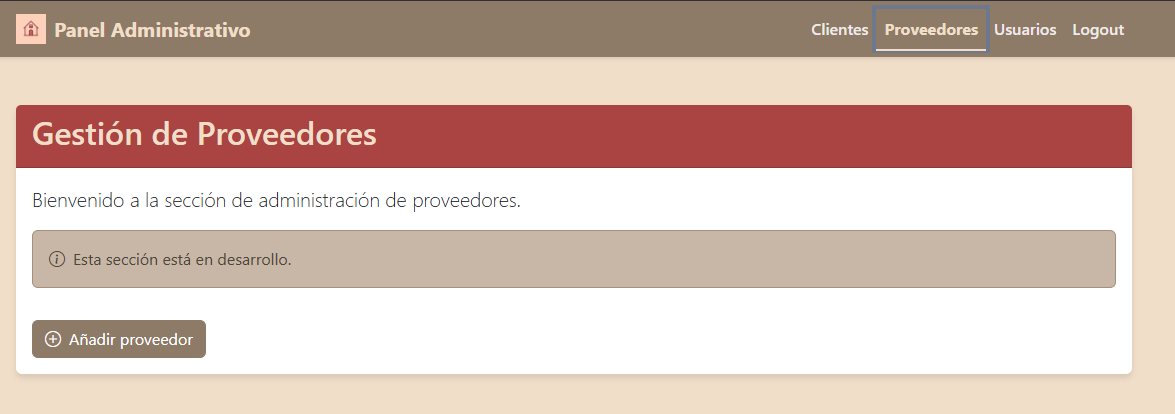 Panel Administrativo
Clientes Proveedores Usuarios Logout
Gestión de Proveedores
Bienvenido a la sección de administración de proveedores.
Esta sección está en desarrollo.
Añadir proveedor